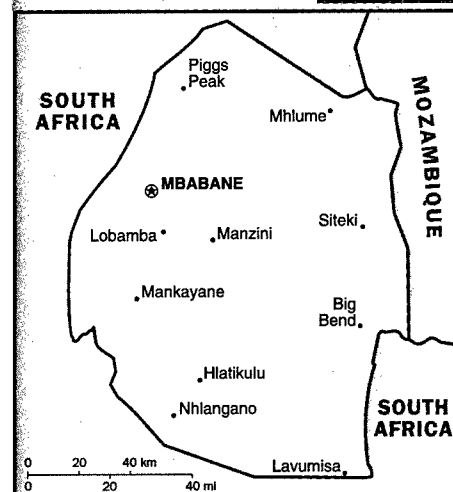 Piggs
Peak
SOUTH
AFRICA
MOZAMBIQUE
Mhlume
MBABANE
Siteki
Lobamba
Manzini
Mankayane
Big
Bend
Hlatikulu
SOUTH
AFRICA
Nhlangano
Lavumisa
0 20 40 km
0 20 40 mi